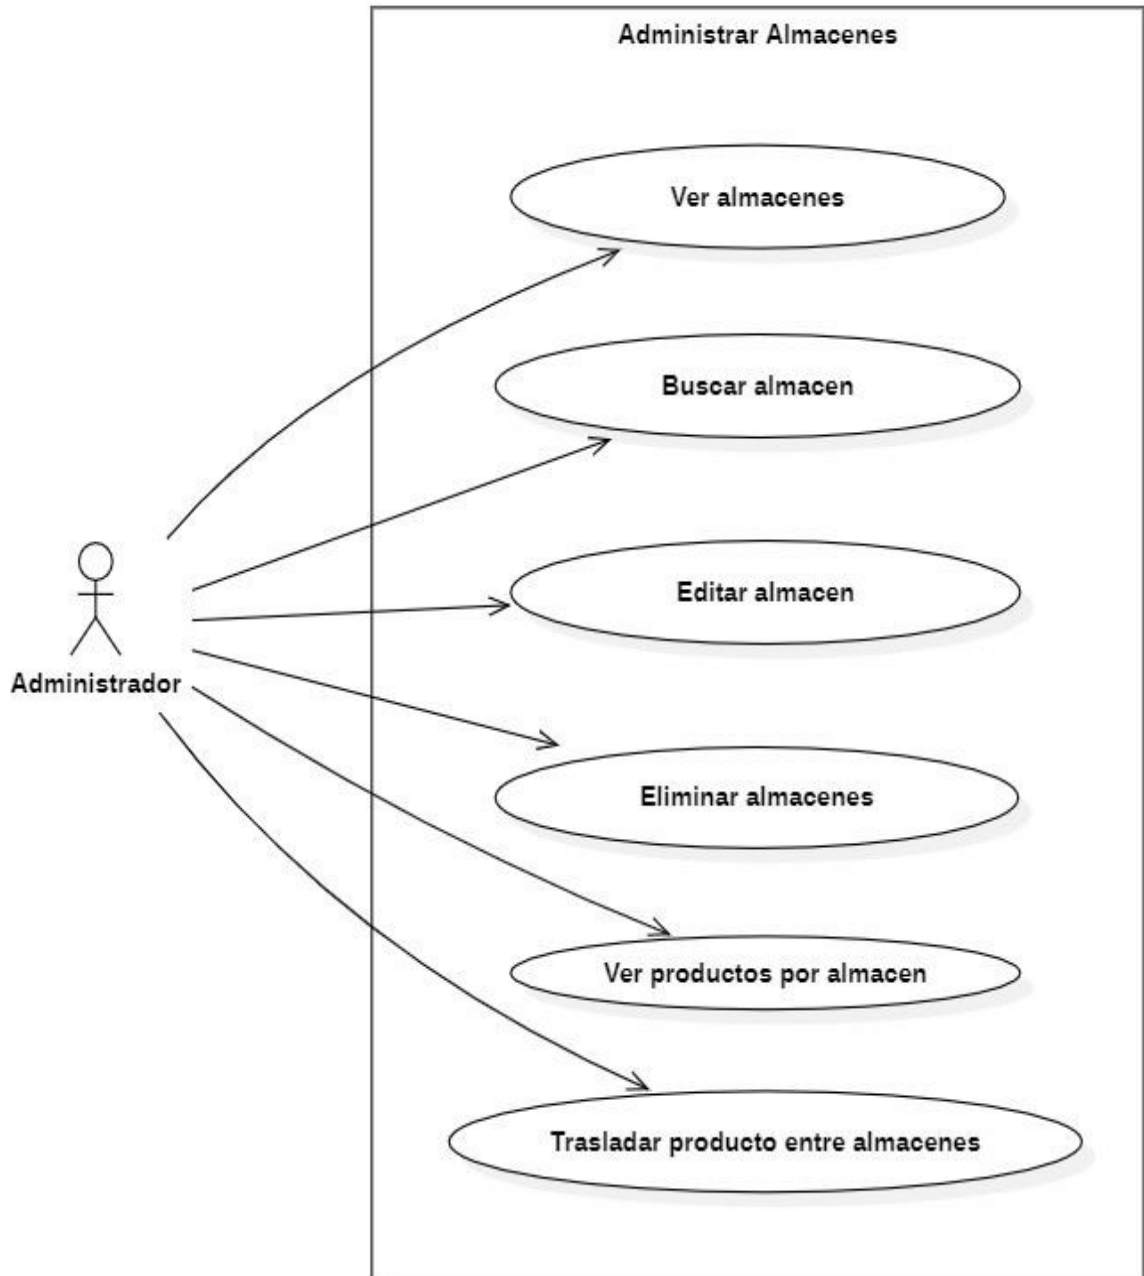 Administrar Almacenes
Ver almacenes
Buscar almacen
Editar almacen
Administrador
Eliminar almacenes
Ver productos por almacen
Trasladar producto entre almacenes